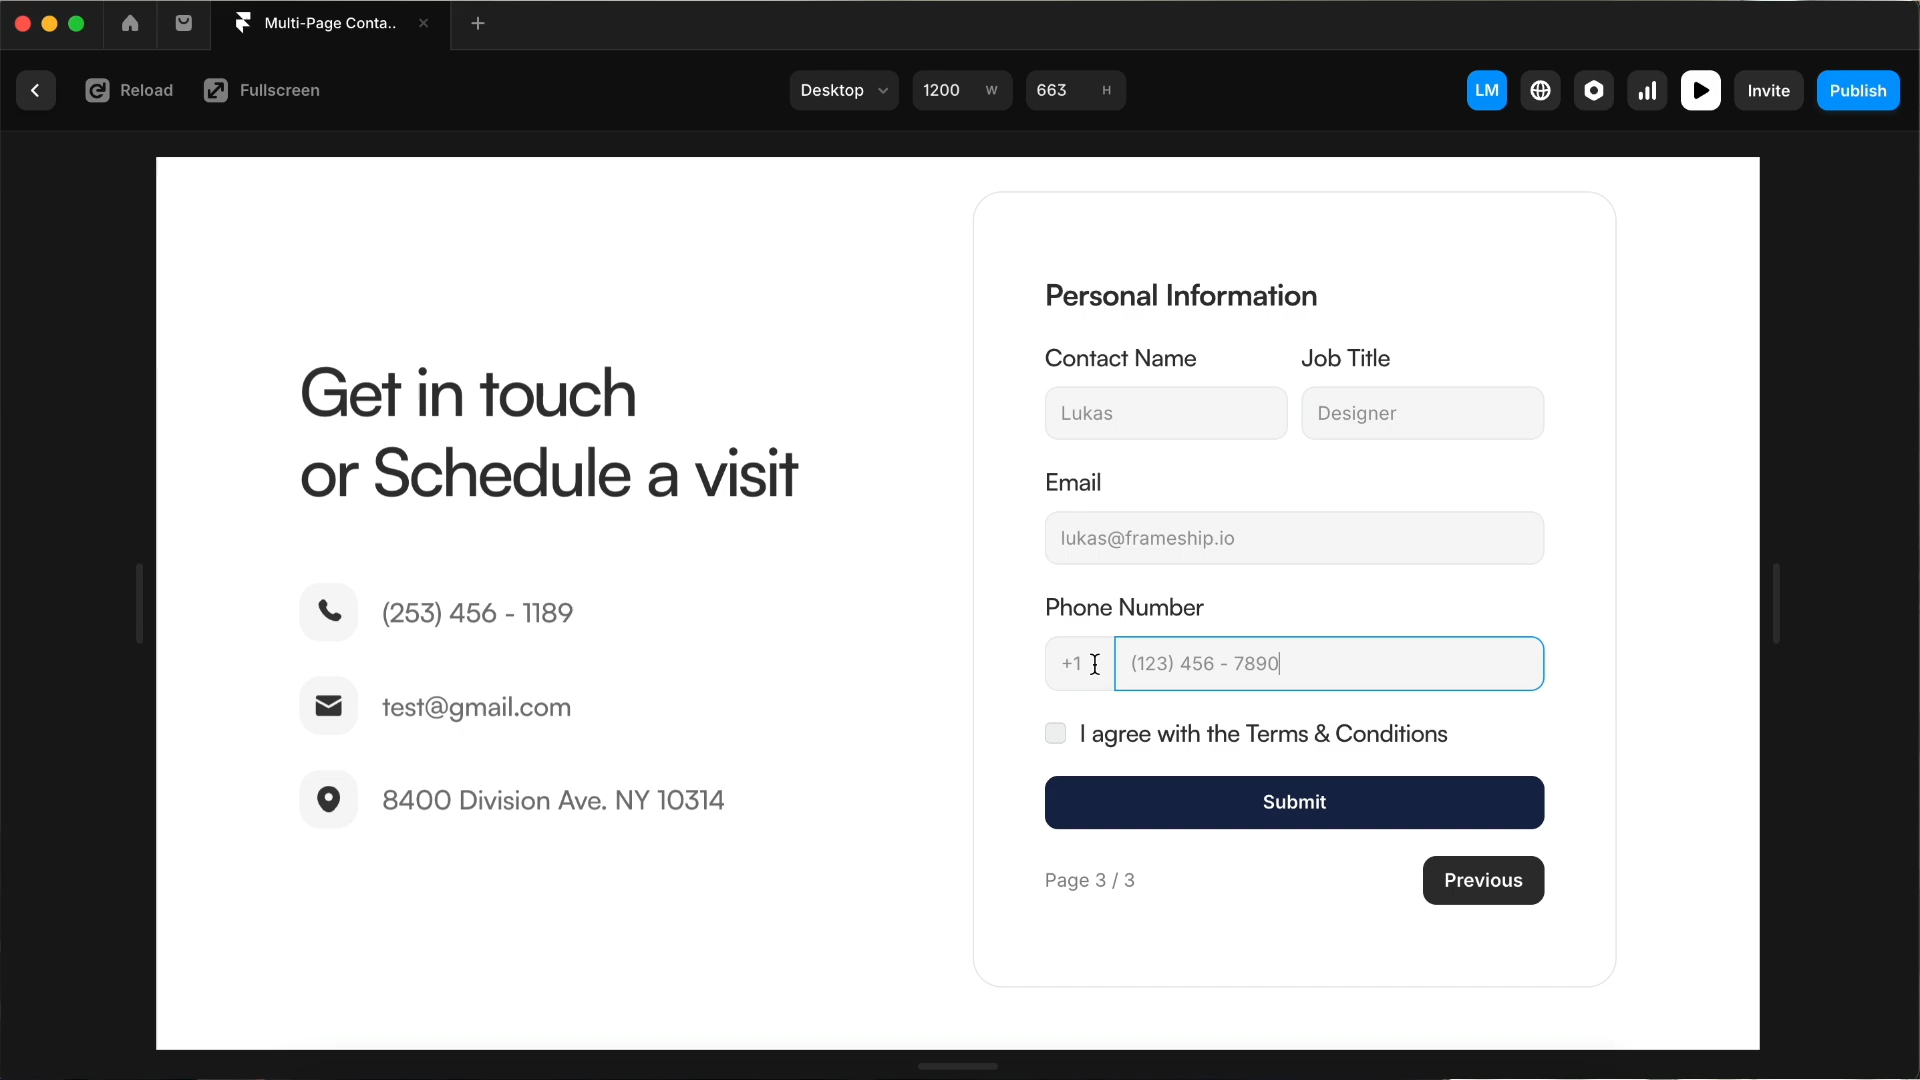 Multi-Page Conta..
Reload
Fullscreen
Desktop
1200 W
663 H
LM
Invite
Publish
Get in touch
or Schedule a visit
(253) 456 - 1189
test@gmail.com
8400 Division Ave. NY 10314
Personal Information
Contact Name
Job Title
Lukas
Designer
Email
lukas@frameship.io
Phone Number
+1
(123) 456 - 7890
I agree with the Terms & Conditions
Submit
Page 3 / 3
Previous